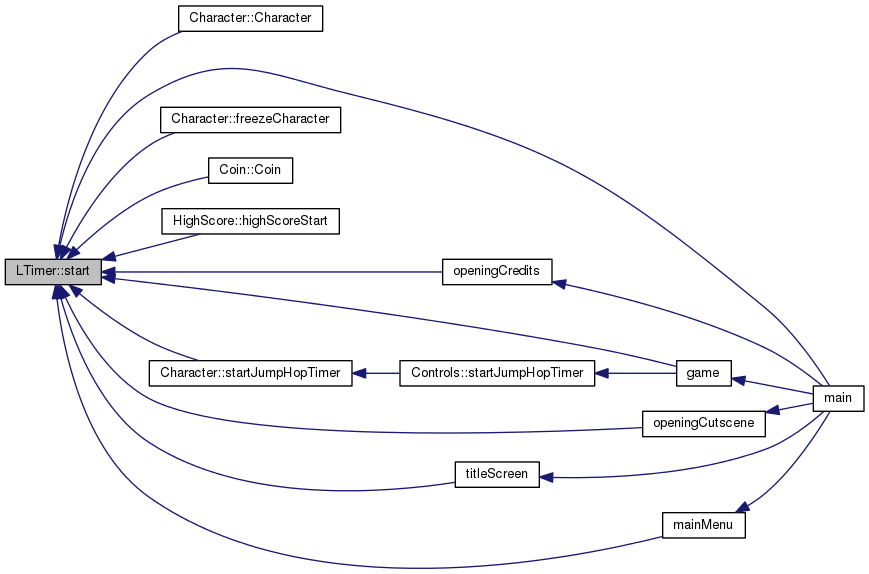 Character::Character
Character::freezeCharacter
Coin::Coin
HighScore::highScoreStart
LTimer::start
openingCredits
Character::startJumpHopTimer
Controls::startJumpHopTimer
game
main
openingCutscene
titleScreen
mainMenu